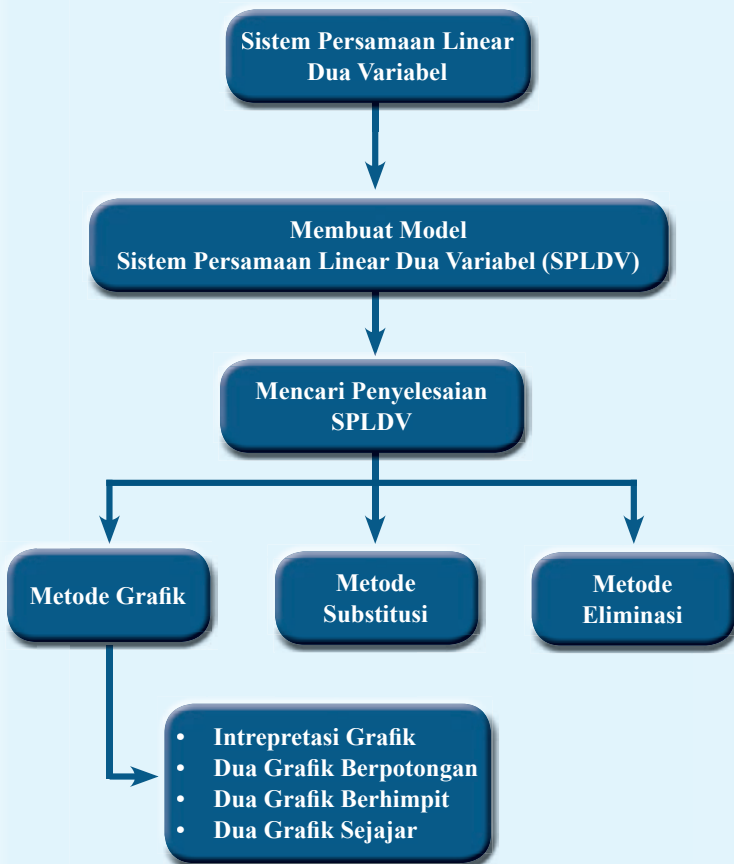 Sistem Persamaan Linear
Dua Variabel
Membuat Model
Sistem Persamaan Linear Dua Variabel (SPLDV)
Mencari Penyelesaian
SPLDV
Metode Grafik
Metode
Substitusi
Metode
Eliminasi
• Intrepretasi Grafik
• Dua Grafik Berpotongan
• Dua Grafik Berhimpit
• Dua Grafik Sejajar